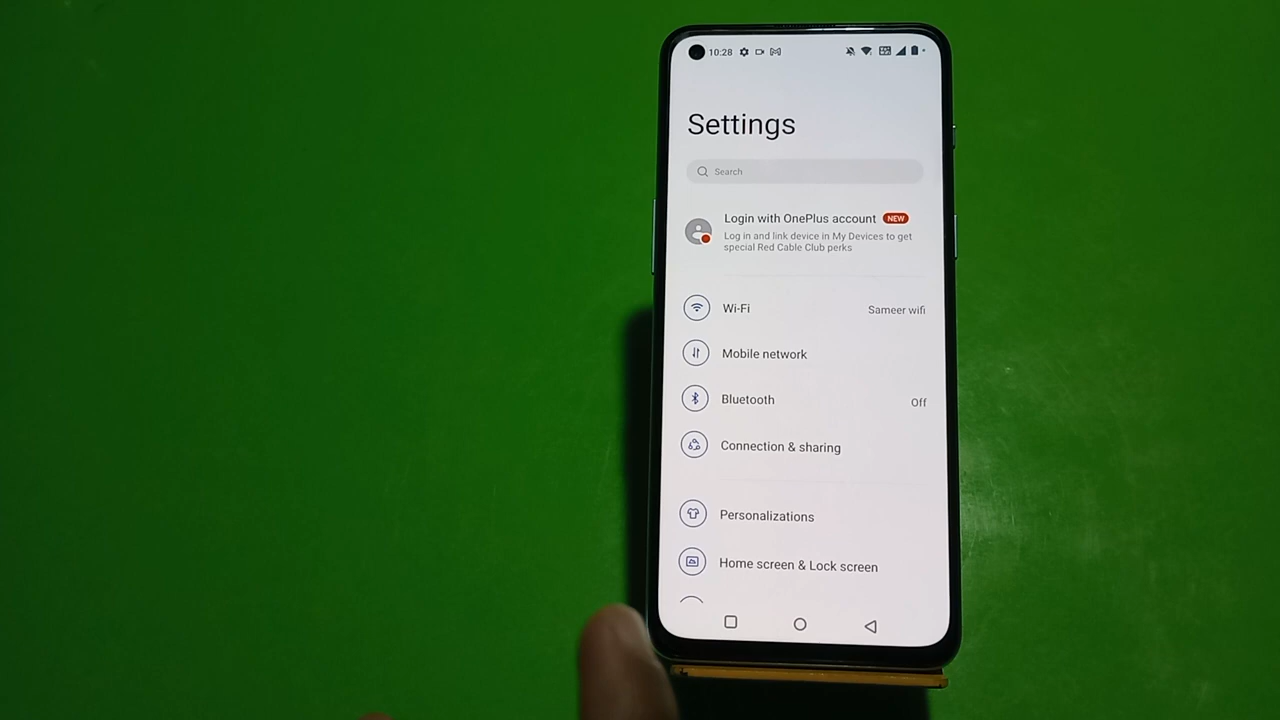 10:28
Settings
Search
Login with OnePlus account NEW
Log in and link device in My Devices to get
special Red Cable Club perks
Wi-Fi Sameer wifi
Mobile network
Bluetooth Off
Connection & sharing
Personalizations
Home screen & Lock screen